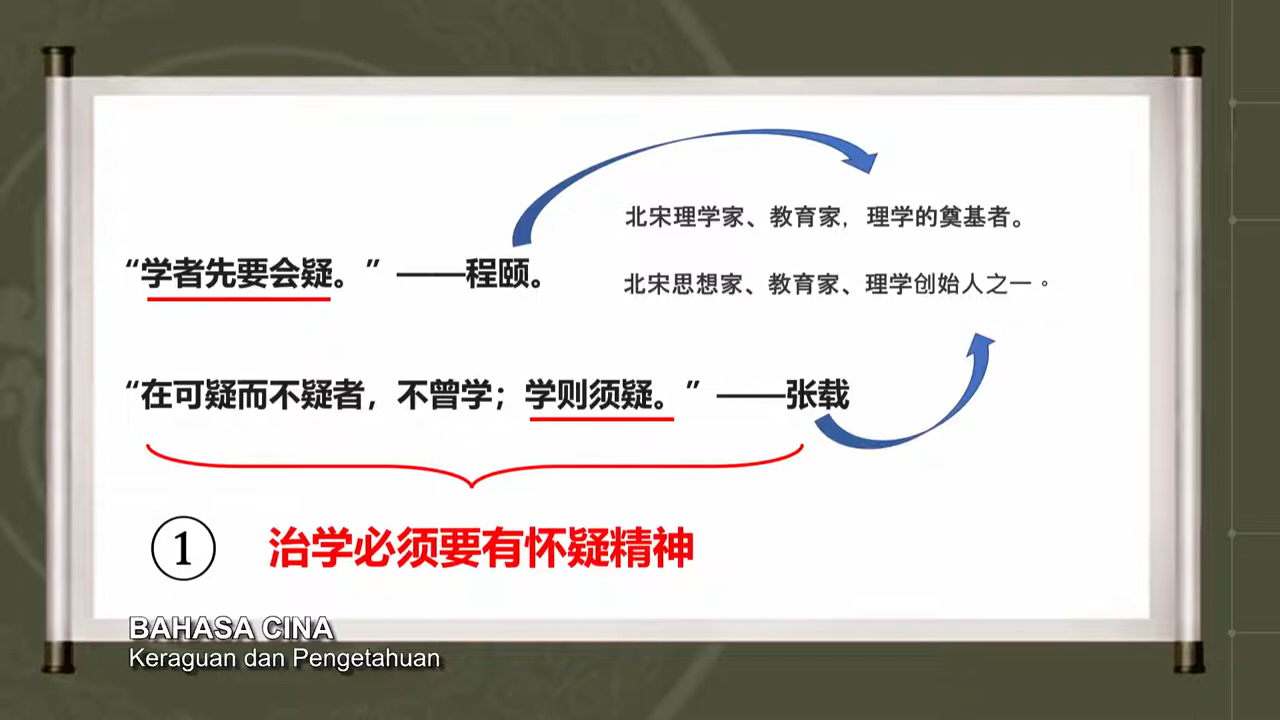 北宋理学家、教育家，理学的奠基者。
“学者先要会疑。”——程颐。
北宋思想家、教育家、理学创始人之一。
“在可疑而不疑者，不曾学；学则须疑。”——张载
① 治学必须要有怀疑精神
BAHASA CINA
Keraguan dan Pengetahuan